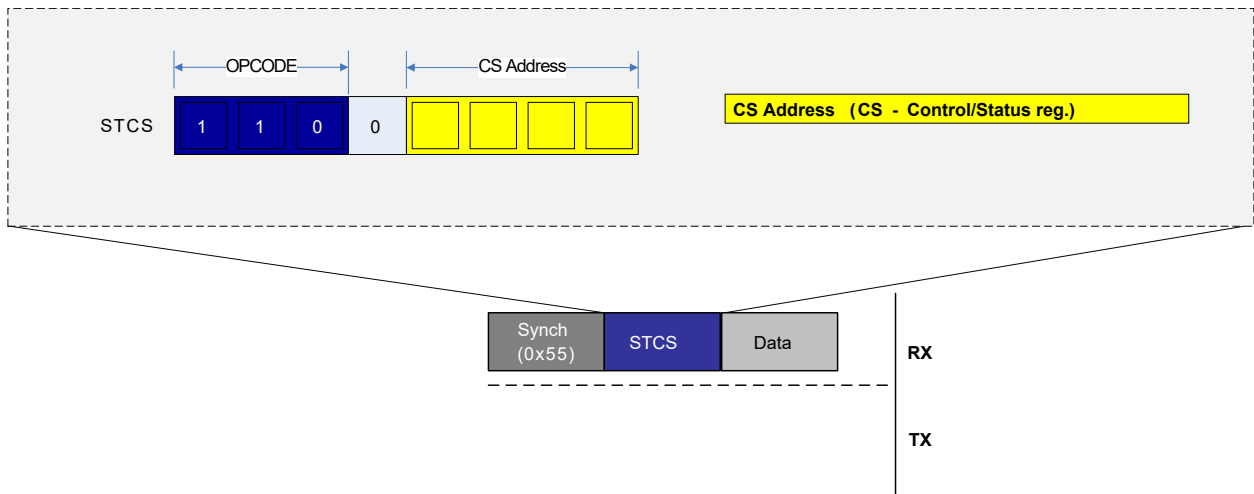 OPCODE
CS Address
STCS
1 1 0 0
CS Address (CS - Control/Status reg.)
Synch
(0x55)
STCS
Data
RX
TX